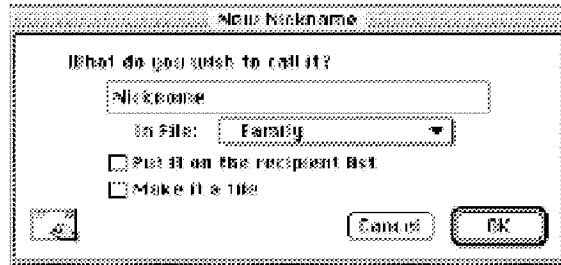 New Nickname
What do you wish to call it?
Nickname
In File: Family
Put it on the recipient list
Make it a file
Cancel OK